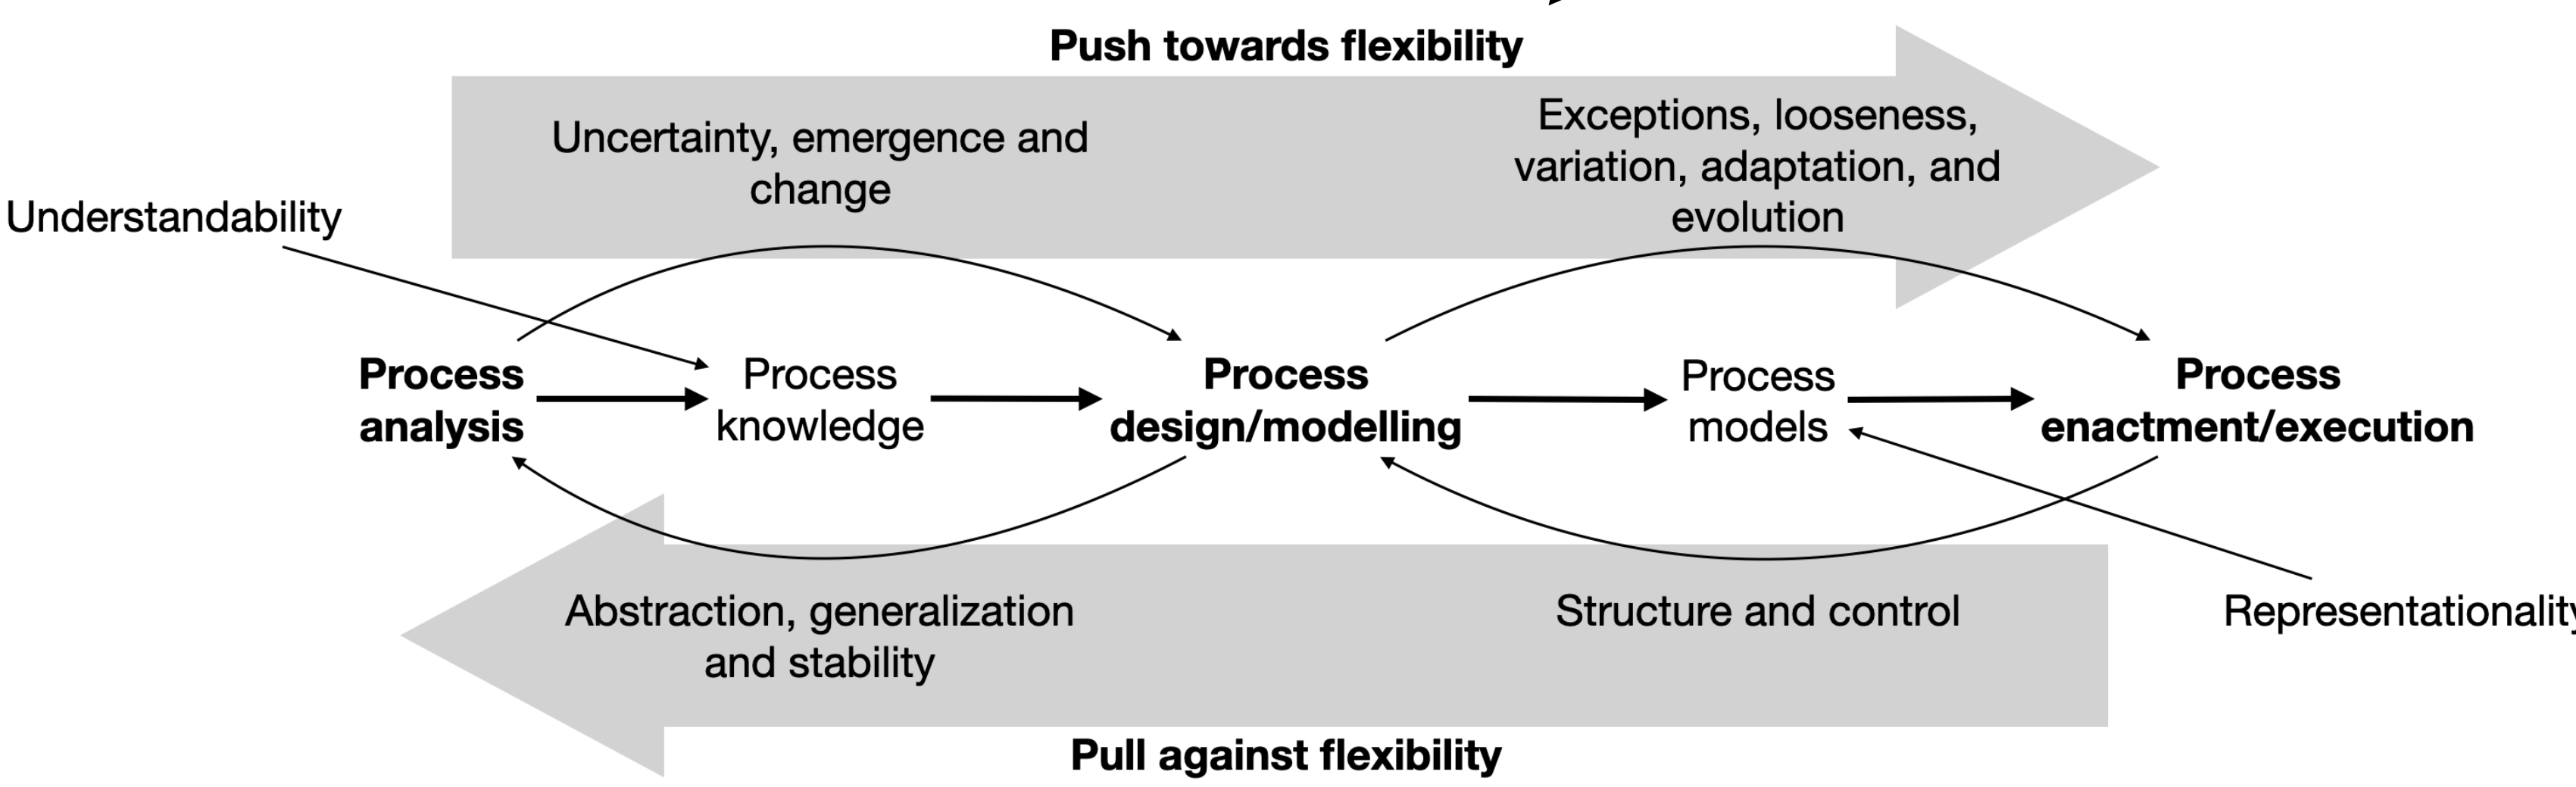 Push towards flexibility
Uncertainty, emergence and
change
Exceptions, looseness,
variation, adaptation, and
evolution
Understandability
Process
analysis
Process
knowledge
Process
design/modelling
Process
models
Process
enactment/execution
Abstraction, generalization
and stability
Structure and control
Representationality
Pull against flexibility